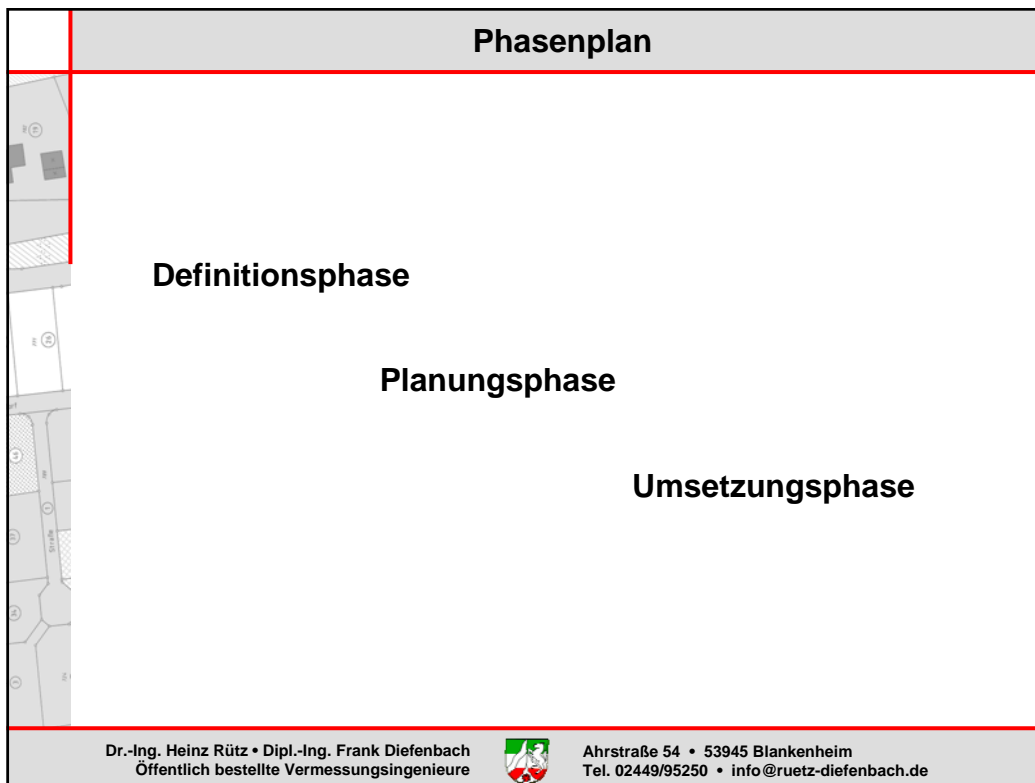 Phasenplan
Definitionsphase
Planungsphase
Umsetzungsphase
Straße
Dr.-Ing. Heinz Rütz • Dipl.-Ing. Frank Diefenbach
Öffentlich bestellte Vermessungsingenieure
Ahrstraße 54 • 53945 Blankenheim
Tel. 02449/95250 • info@ruetz-diefenbach.de